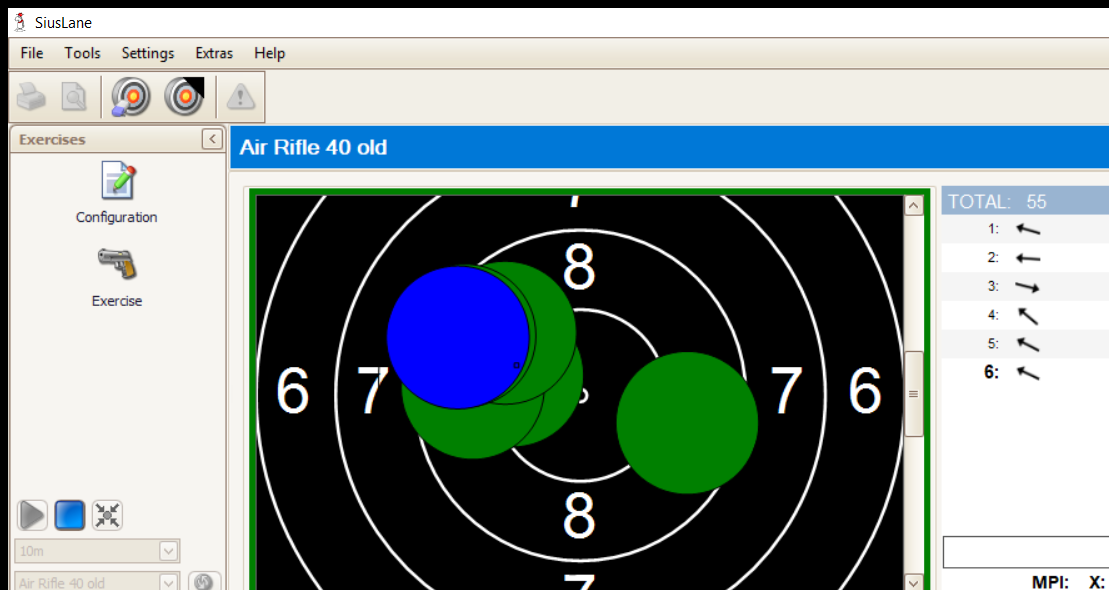 SiusLane
File Tools Settings Extras Help
Exercises
Air Rifle 40 old
Configuration
Exercise
10m
Air Rifle 40 old
7
8
6 7 7 6
8
7
TOTAL: 55
1:
2:
3:
4:
5:
6:
MPI: X: